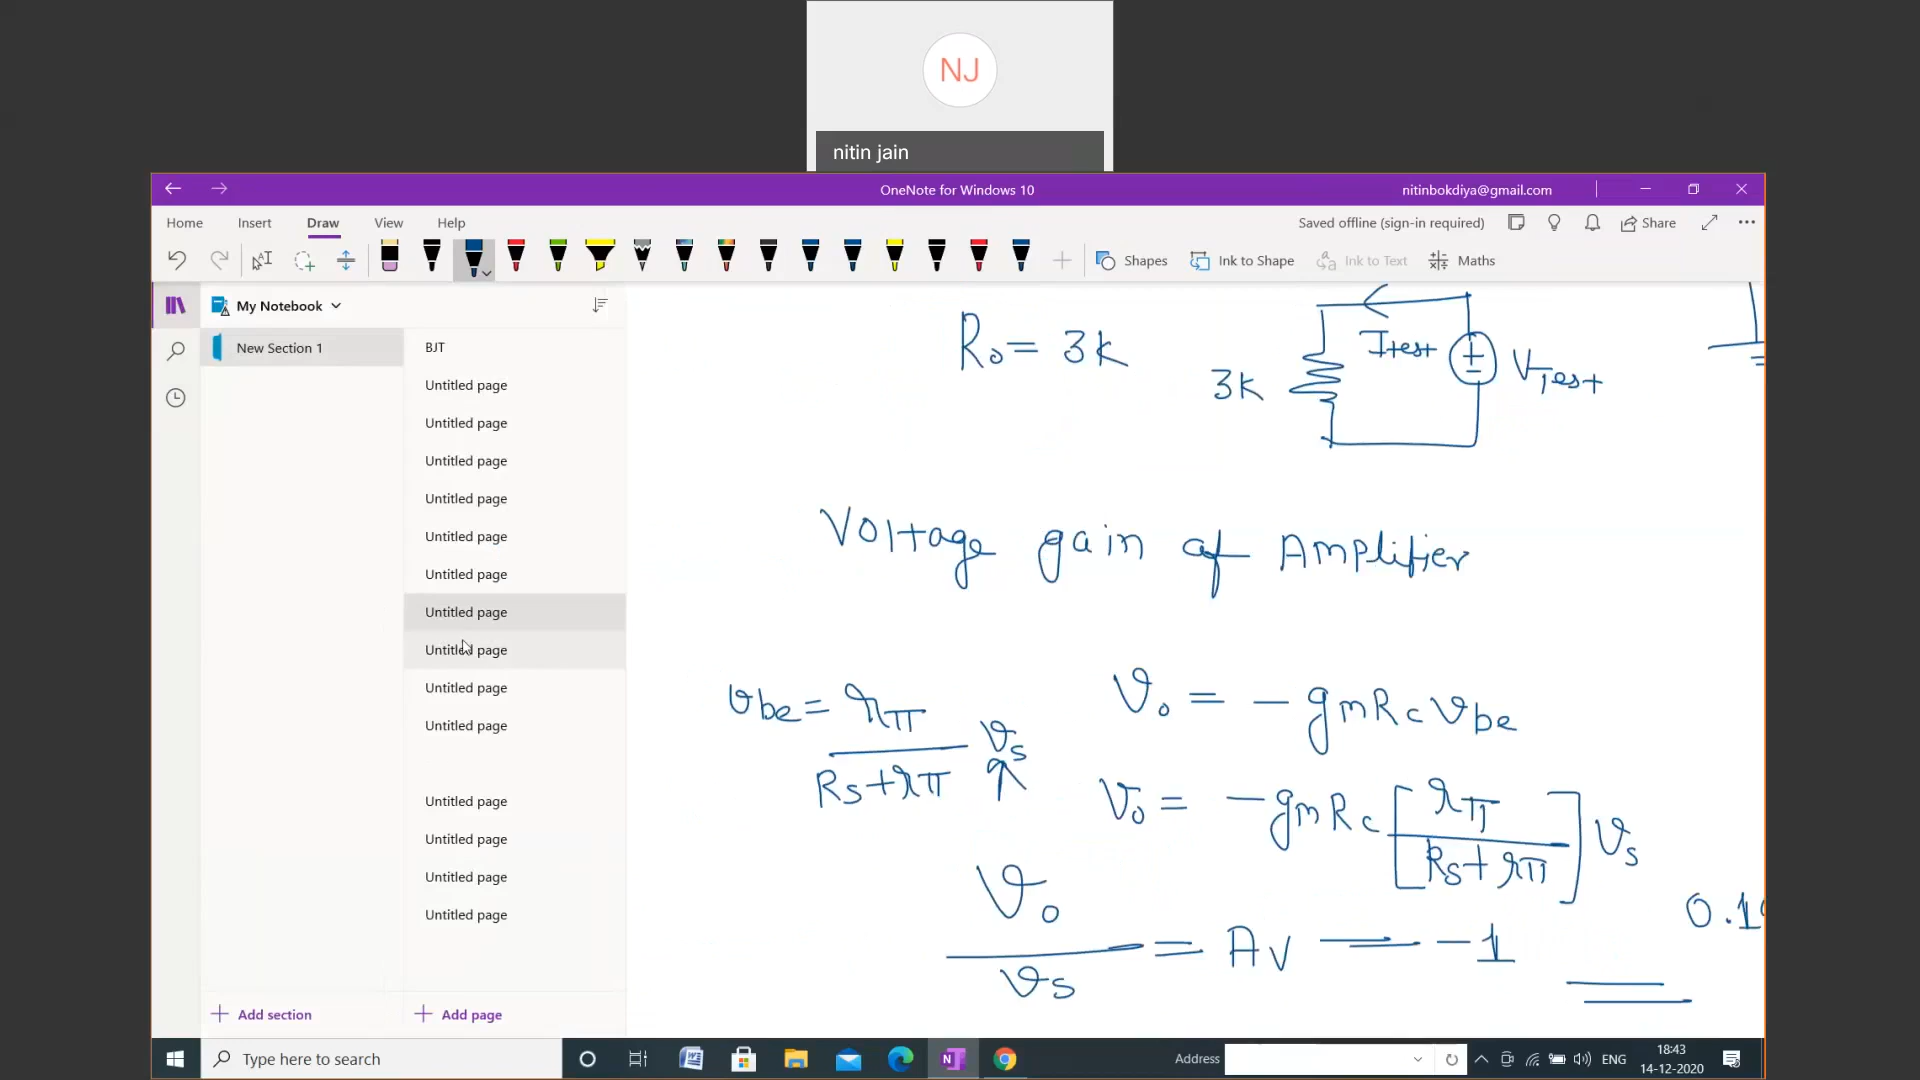 NJ
nitin jain
OneNote for Windows 10
nitinbokdiya@gmail.com
Home Insert Draw View Help
Saved offline (sign-in required)
Share
Shapes
Ink to Shape
Ink to Text
Maths
My Notebook
New Section 1
BJT
Untitled page
Untitled page
Untitled page
Untitled page
Untitled page
Untitled page
Untitled page
Untitled page
Untitled page
Untitled page
Untitled page
Untitled page
Untitled page
Untitled page
Add section
Add page
Ro = 3k
3k
Itest
VTest
Voltage gain of Amplifier
vbe = rπ / Rs+rπ vs
vo = - gmRc vbe
vo = - gmRc [ rπ / Rs+rπ ] vs
vo / vs = Av = -1
Type here to search
Address
ENG
18:43
14-12-2020